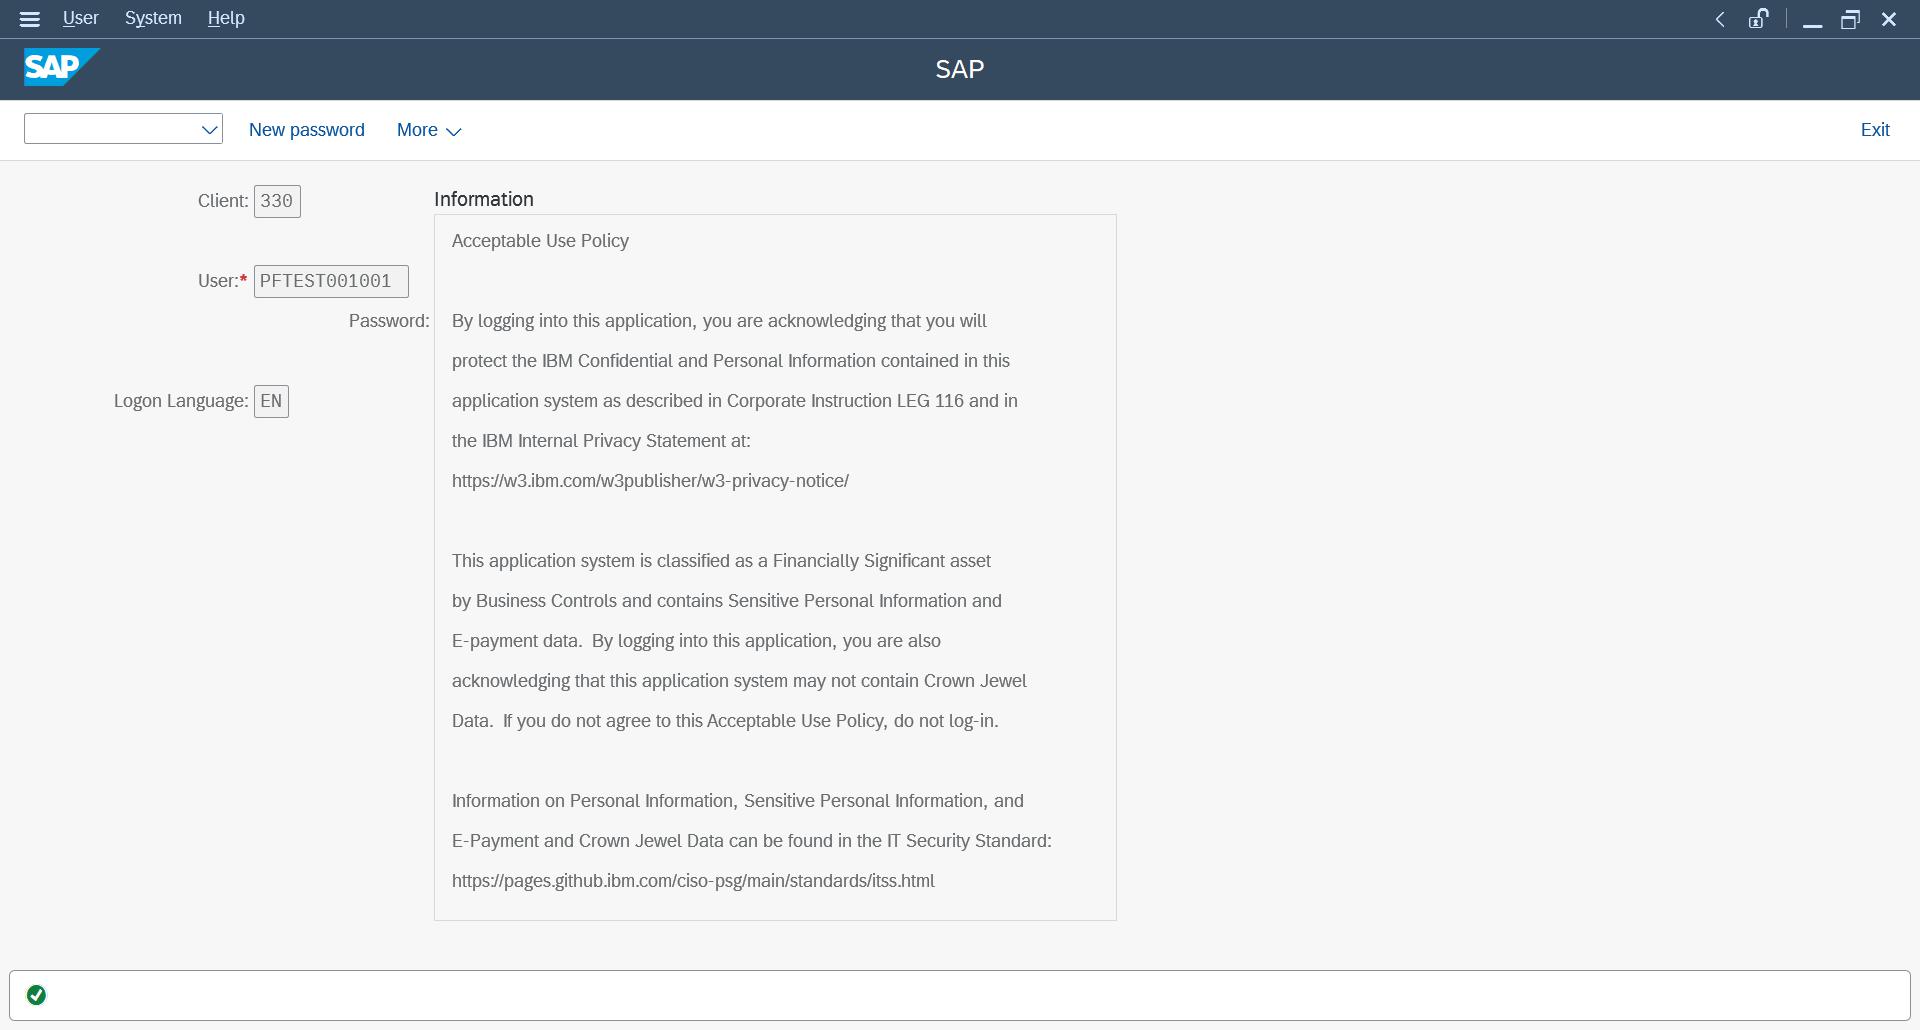 User System Help
SAP
SAP
New password More Exit
Client: 330
Information
Acceptable Use Policy
User:* PFTEST001001
Password:
By logging into this application, you are acknowledging that you will
protect the IBM Confidential and Personal Information contained in this
Logon Language: EN
application system as described in Corporate Instruction LEG 116 and in
the IBM Internal Privacy Statement at:
https://w3.ibm.com/w3publisher/w3-privacy-notice/
This application system is classified as a Financially Significant asset
by Business Controls and contains Sensitive Personal Information and
E-payment data. By logging into this application, you are also
acknowledging that this application system may not contain Crown Jewel
Data. If you do not agree to this Acceptable Use Policy, do not log-in.
Information on Personal Information, Sensitive Personal Information, and
E-Payment and Crown Jewel Data can be found in the IT Security Standard:
https://pages.github.ibm.com/ciso-psg/main/standards/itss.html